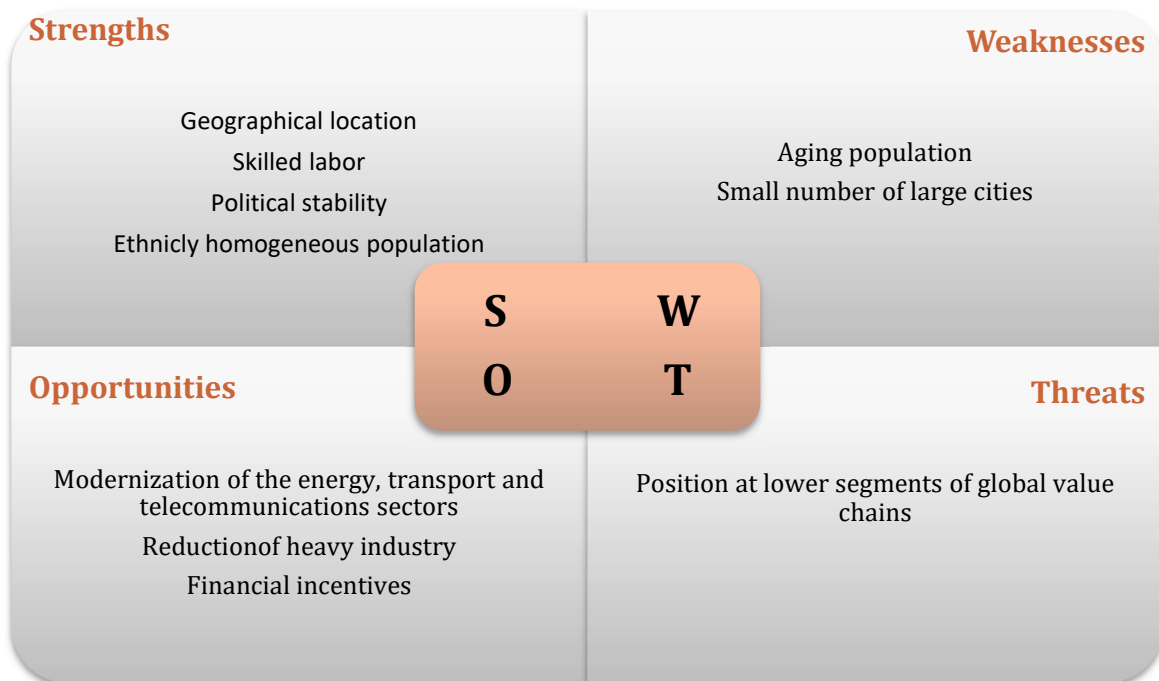 Strengths
Geographical location
Skilled labor
Political stability
Ethnicly homogeneous population
Weaknesses
Aging population
Small number of large cities
S W
O T
Opportunities
Modernization of the energy, transport and
telecommunications sectors
Reductionof heavy industry
Financial incentives
Threats
Position at lower segments of global value
chains